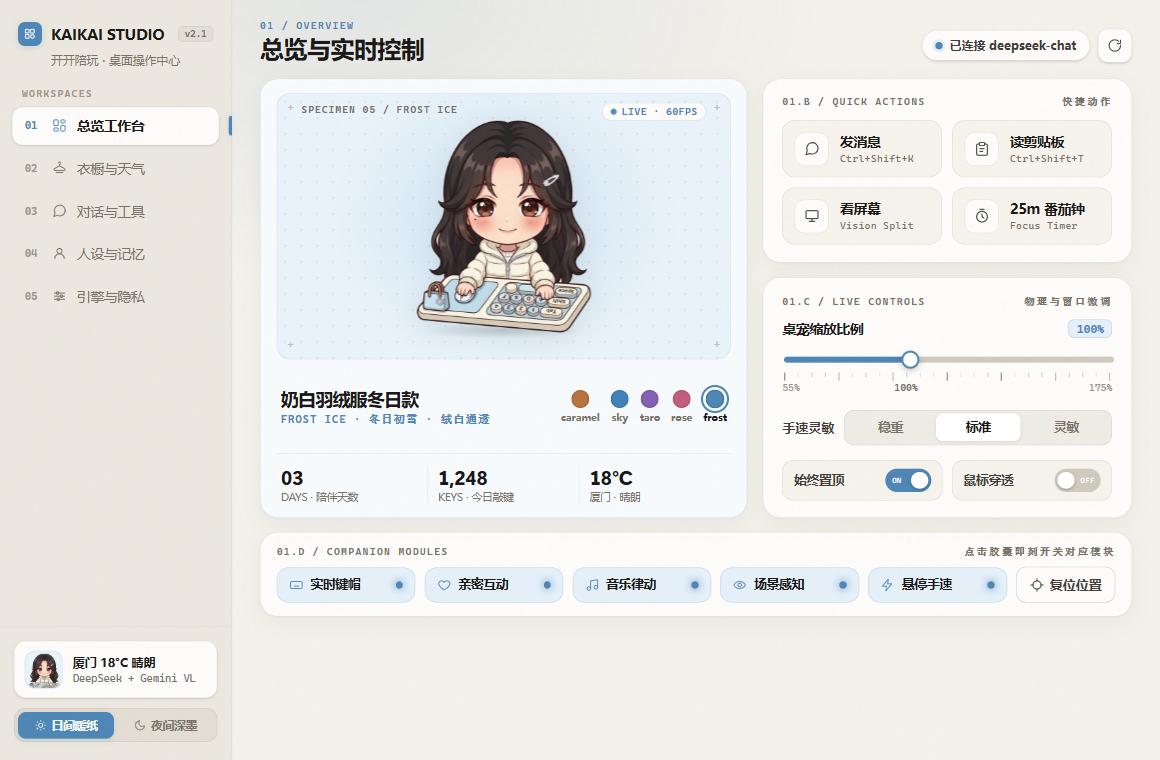 KAIKAI STUDIO v2.1
开开陪玩 · 桌面操作中心
WORKSPACES
01 总览工作台
02 衣橱与天气
03 对话与工具
04 人设与记忆
05 引擎与隐私
厦门 18°C 晴朗
DeepSeek + Gemini VL
日间暖纸 夜间深墨
01 / OVERVIEW
总览与实时控制
已连接 deepseek-chat
SPECIMEN 05 / FROST ICE
LIVE · 60FPS
奶白羽绒服冬日款
FROST ICE · 冬日初雪 · 绒白通透
caramel sky taro rose frost
03 1,248 18°C
DAYS · 陪伴天数 KEYS · 今日敲键 厦门 · 晴朗
01.B / QUICK ACTIONS 快捷动作
发消息
Ctrl+Shift+K
读剪贴板
Ctrl+Shift+T
看屏幕
Vision Split
25m 番茄钟
Focus Timer
01.C / LIVE CONTROLS 物理与窗口微调
桌宠缩放比例 100%
55% 100% 175%
手速灵敏 稳重 标准 灵敏
始终置顶 ON 鼠标穿透 OFF
01.D / COMPANION MODULES 点击胶囊即刻开关对应模块
实时键帽 亲密互动 音乐律动 场景感知 悬停手速 复位位置